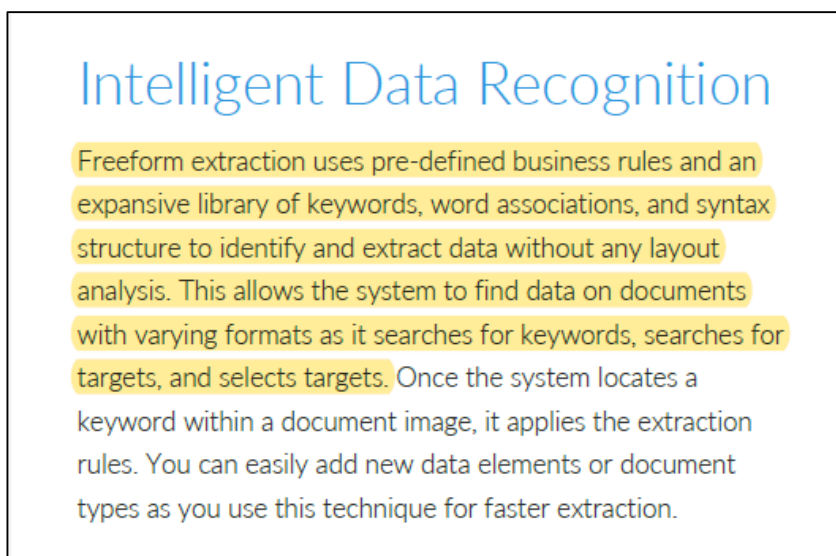 Intelligent Data Recognition
Freeform extraction uses pre-defined business rules and an
expansive library of keywords, word associations, and syntax
structure to identify and extract data without any layout
analysis. This allows the system to find data on documents
with varying formats as it searches for keywords, searches for
targets, and selects targets. Once the system locates a
keyword within a document image, it applies the extraction
rules. You can easily add new data elements or document
types as you use this technique for faster extraction.